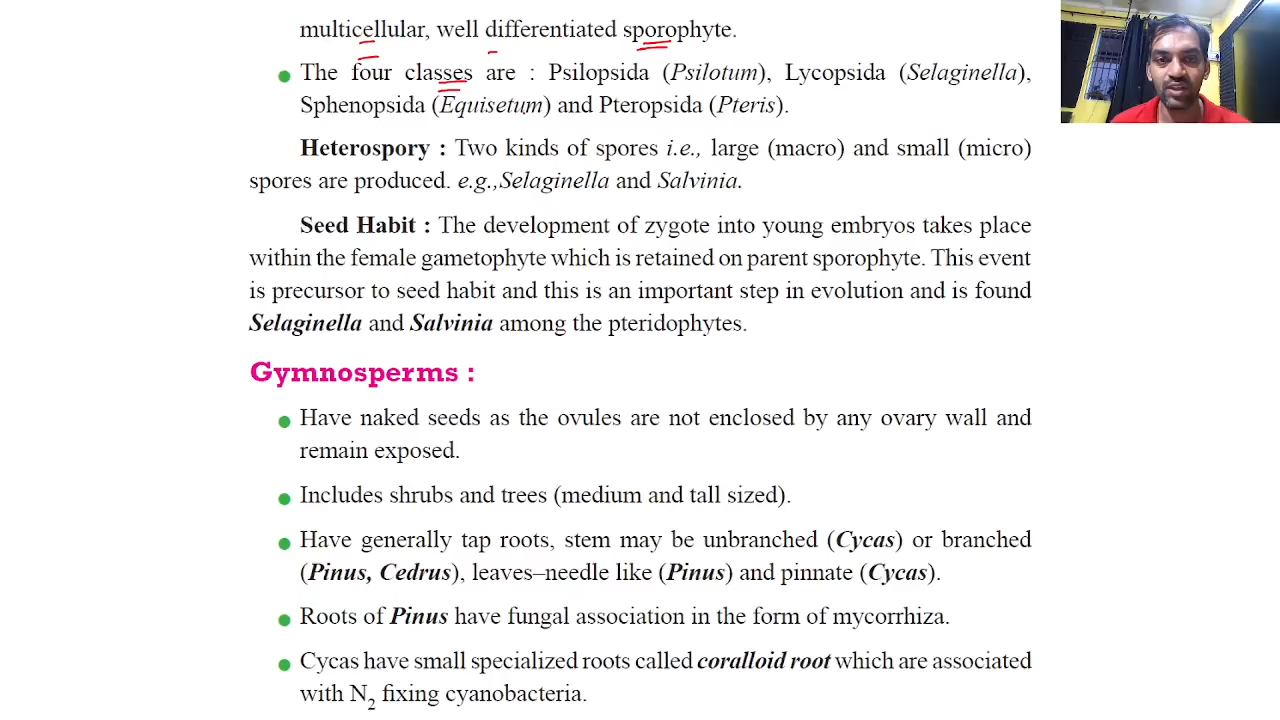 multicellular, well differentiated sporophyte.
The four classes are : Psilopsida (Psilotum), Lycopsida (Selaginella),
Sphenopsida (Equisetum) and Pteropsida (Pteris).
Heterospory : Two kinds of spores i.e., large (macro) and small (micro)
spores are produced. e.g.,Selaginella and Salvinia.
Seed Habit : The development of zygote into young embryos takes place
within the female gametophyte which is retained on parent sporophyte. This event
is precursor to seed habit and this is an important step in evolution and is found
Selaginella and Salvinia among the pteridophytes.
Gymnosperms :
Have naked seeds as the ovules are not enclosed by any ovary wall and
remain exposed.
Includes shrubs and trees (medium and tall sized).
Have generally tap roots, stem may be unbranched (Cycas) or branched
(Pinus, Cedrus), leaves–needle like (Pinus) and pinnate (Cycas).
Roots of Pinus have fungal association in the form of mycorrhiza.
Cycas have small specialized roots called coralloid root which are associated
with N2 fixing cyanobacteria.